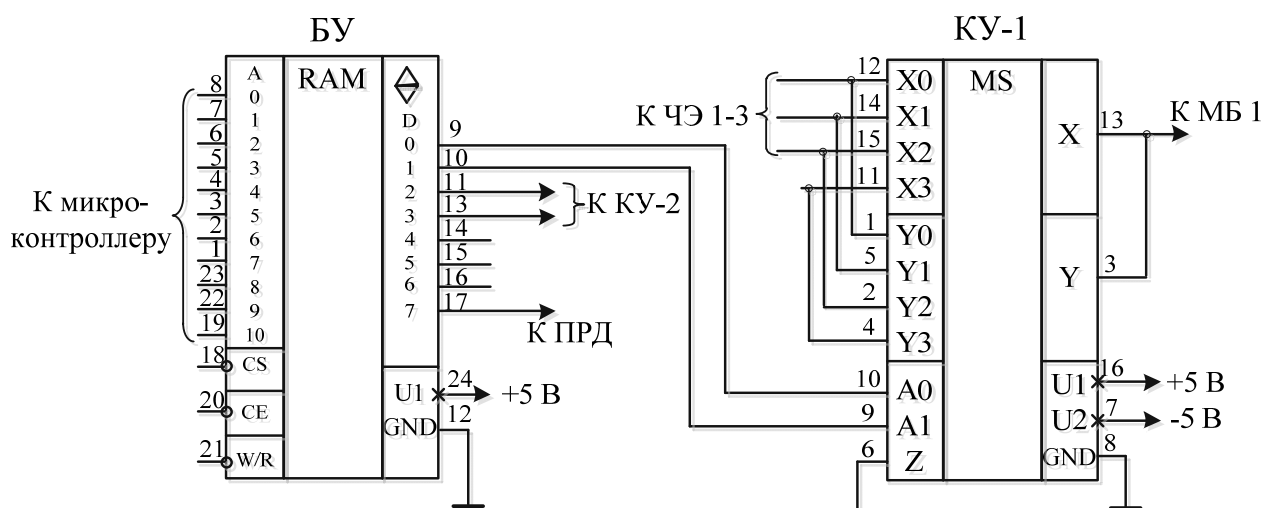 БУ
КУ-1
RAM
MS
A
0
1
2
3
4
5
6
7
8
9
10
CS
CE
W/R
8
7
6
5
4
3
2
1
23
22
19
18
20
21
К микро-
контроллеру
D
0
1
2
3
4
5
6
7
U1
GND
9
10
11
13
14
15
16
17
24
12
К КУ-2
К ПРД
+5 В
К ЧЭ 1-3
12
14
15
11
1
5
2
4
10
9
6
X0
X1
X2
X3
Y0
Y1
Y2
Y3
A0
A1
Z
X
Y
U1
U2
GND
13
3
16
7
8
К МБ 1
+5 В
-5 В